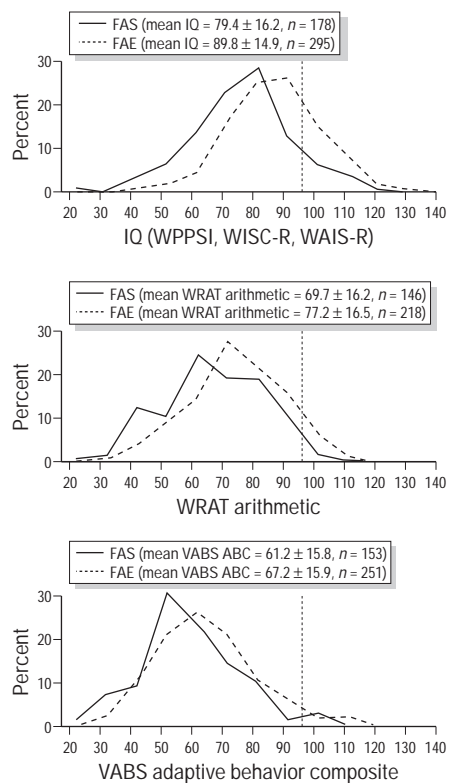 FAS (mean IQ = 79.4 ± 16.2, n = 178)
FAE (mean IQ = 89.8 ± 14.9, n = 295)
30
20
10
0
Percent
20 30 40 50 60 70 80 90 100 110 120 130 140
IQ (WPPSI, WISC-R, WAIS-R)
FAS (mean WRAT arithmetic = 69.7 ± 16.2, n = 146)
FAE (mean WRAT arithmetic = 77.2 ± 16.5, n = 218)
30
20
10
0
Percent
20 30 40 50 60 70 80 90 100 110 120 130 140
WRAT arithmetic
FAS (mean VABS ABC = 61.2 ± 15.8, n = 153)
FAE (mean VABS ABC = 67.2 ± 15.9, n = 251)
30
20
10
0
Percent
20 30 40 50 60 70 80 90 100 110 120 130 140
VABS adaptive behavior composite